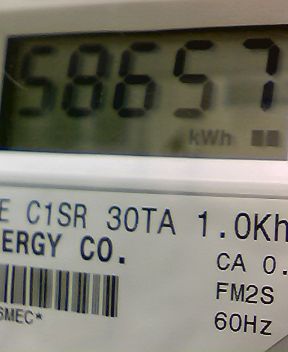 58657
kWh
E C1SR 30TA 1.0Kh
ERGY CO.
CA 0.
FM2S
60Hz
SMEC*